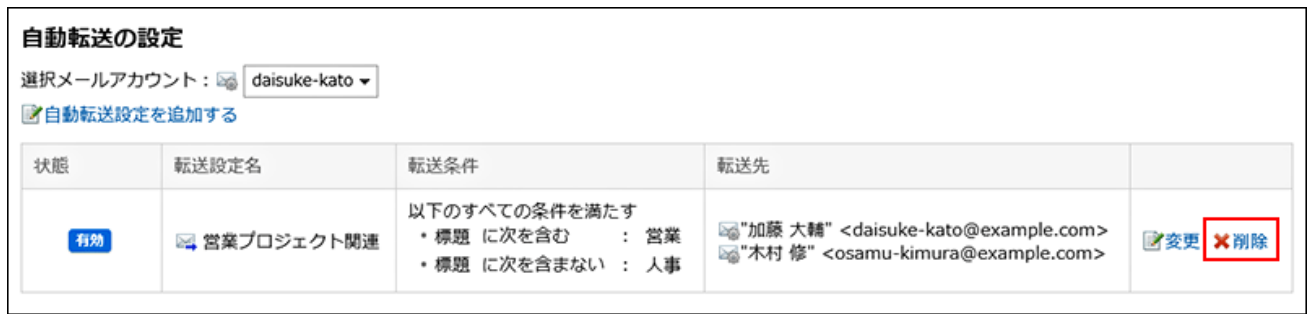 自動転送の設定
選択メールアカウント： daisuke-kato
自動転送設定を追加する
状態 転送設定名 転送条件 転送先
有効 営業プロジェクト関連
以下のすべての条件を満たす
・標題 に次を含む ： 営業
・標題 に次を含まない ： 人事
"加藤 大輔" <daisuke-kato@example.com>
"木村 修" <osamu-kimura@example.com>
変更 削除